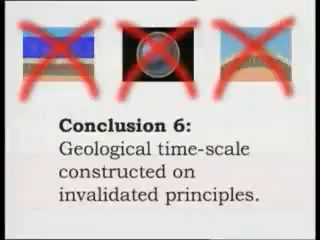 Conclusion 6:
Geological time-scale
constructed on
invalidated principles.